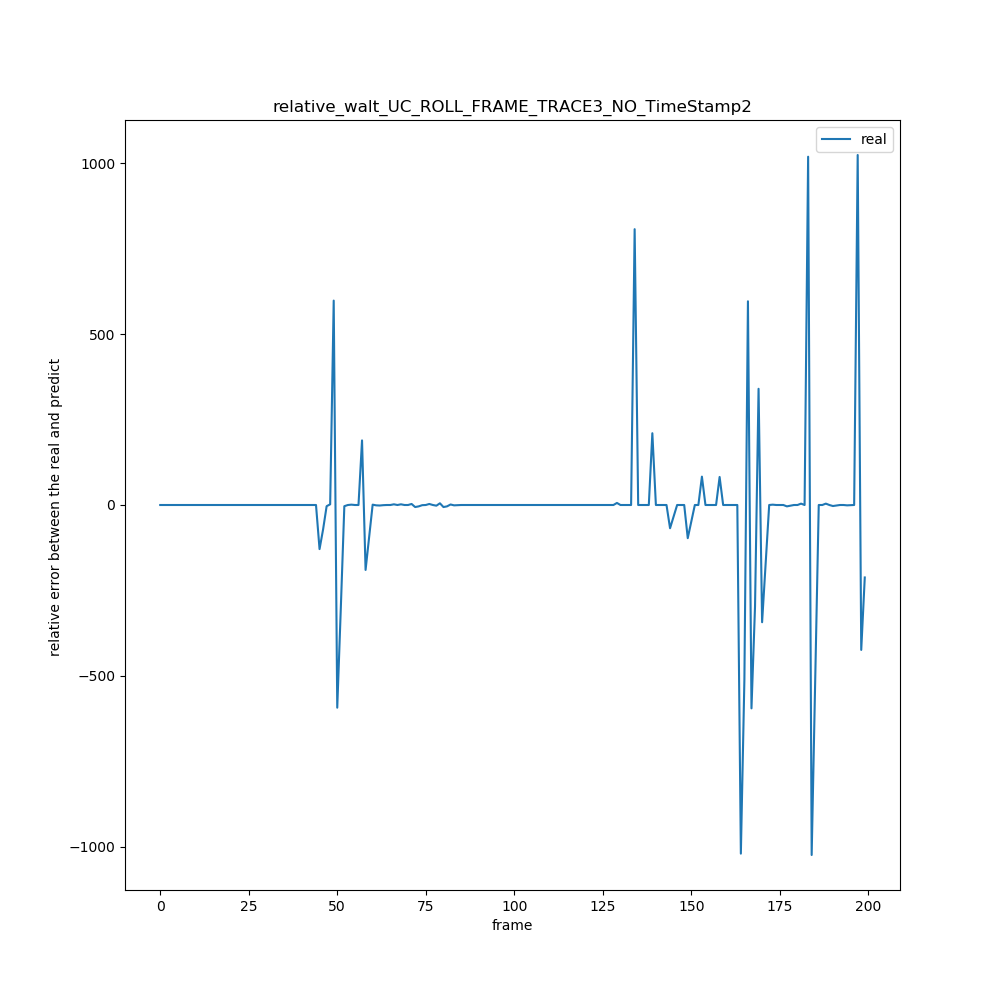 relative_walt_UC_ROLL_FRAME_TRACE3_NO_TimeStamp2
real
1000
500
0
−500
−1000
relative error between the real and predict
0 25 50 75 100 125 150 175 200
frame